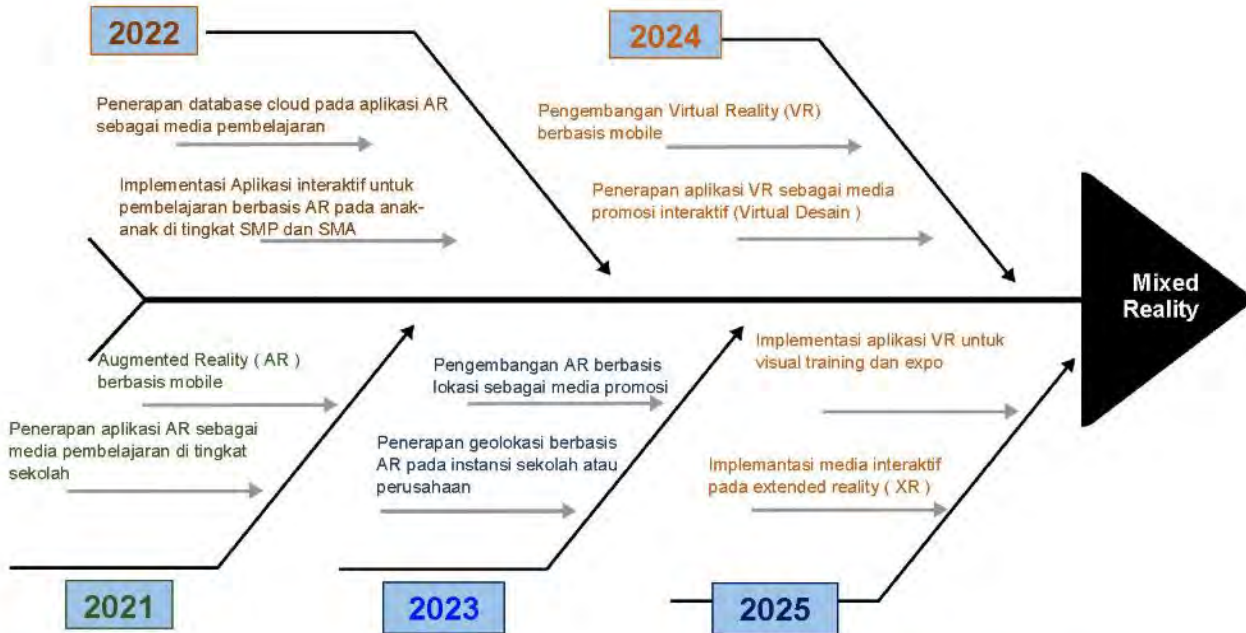 2022
Penerapan database cloud pada aplikasi AR
sebagai media pembelajaran
Implementasi Aplikasi interaktif untuk
pembelajaran berbasis AR pada anak-
anak di tingkat SMP dan SMA
2024
Pengembangan Virtual Reality (VR)
berbasis mobile
Penerapan aplikasi VR sebagai media
promosi interaktif (Virtual Desain )
Mixed
Reality
Augmented Reality ( AR )
berbasis mobile
Penerapan aplikasi AR sebagai
media pembelajaran di tingkat
sekolah
2021
Pengembangan AR berbasis
lokasi sebagai media promosi
Penerapan geolokasi berbasis
AR pada instansi sekolah atau
perusahaan
2023
Implementasi aplikasi VR untuk
visual training dan expo
Implemantasi media interaktif
pada extended reality ( XR )
2025